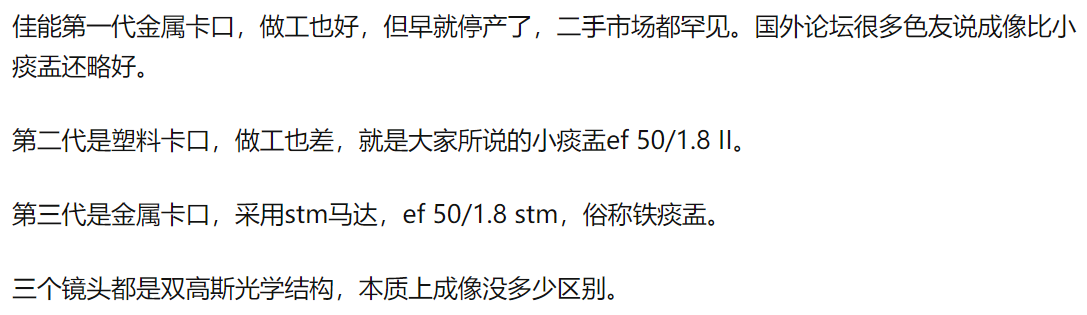 佳能第一代金属卡口，做工也好，但早就停产了，二手市场都罕见。国外论坛很多色友说成像比小
痰盂还略好。
第二代是塑料卡口，做工也差，就是大家所说的小痰盂ef 50/1.8 II。
第三代是金属卡口，采用stm马达，ef 50/1.8 stm，俗称铁痰盂。
三个镜头都是双高斯光学结构，本质上成像没多少区别。